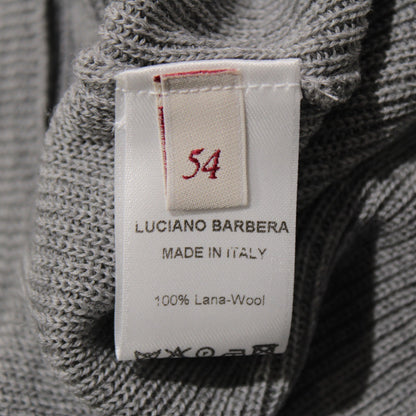 54
LUCIANO BARBERA
MADE IN ITALY
100% Lana-Wool